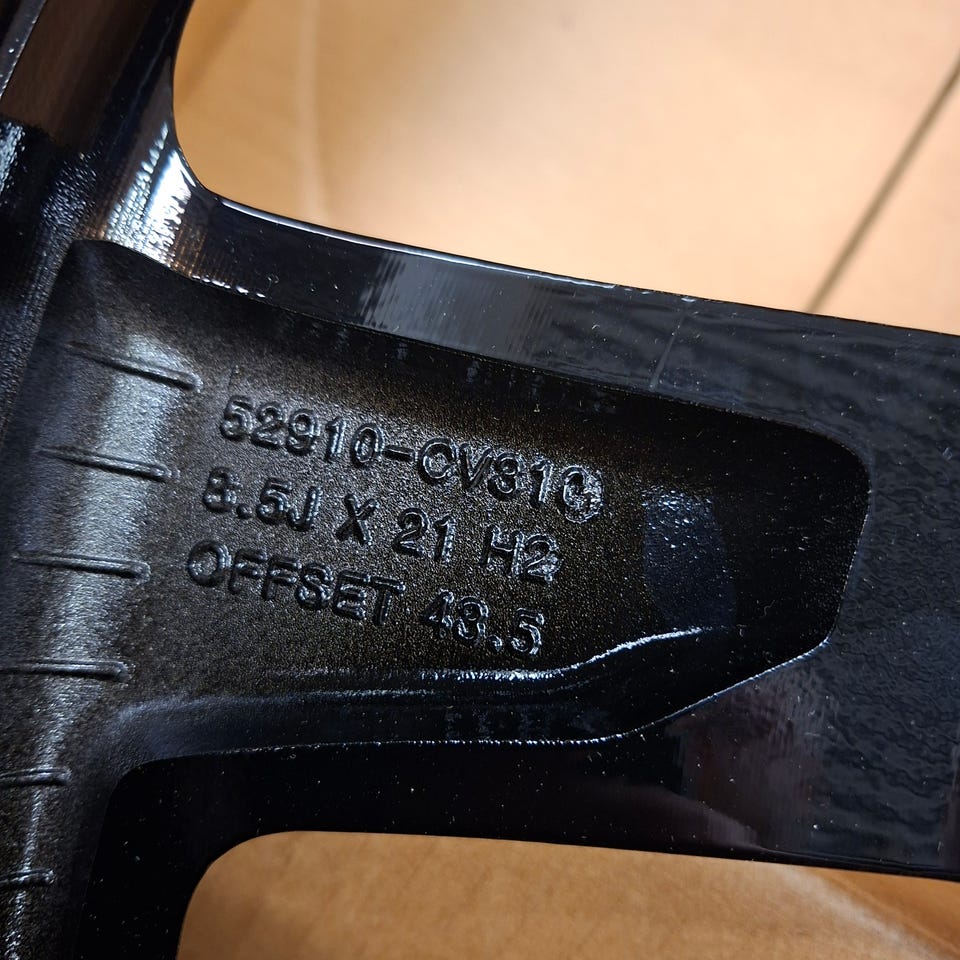 52910-CV310
8.5J X 21 H2
OFFSET 43.5